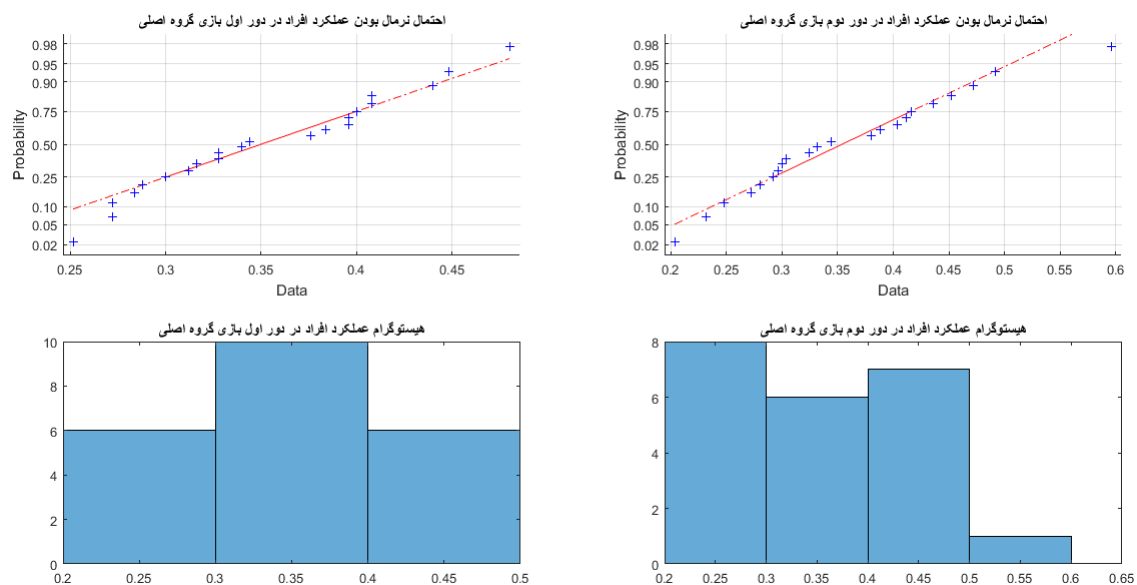 احتمال نرمال بودن عملکرد افراد در دور اول بازی گروه اصلی
0.98
0.95
0.90
0.75
0.50
0.25
0.10
0.05
0.02
Probability
0.25 0.3 0.35 0.4 0.45
Data
احتمال نرمال بودن عملکرد افراد در دور دوم بازی گروه اصلی
0.98
0.95
0.90
0.75
0.50
0.25
0.10
0.05
0.02
Probability
0.2 0.25 0.3 0.35 0.4 0.45 0.5 0.55 0.6
Data
هیستوگرام عملکرد افراد در دور اول بازی گروه اصلی
10
8
6
4
2
0
0.2 0.25 0.3 0.35 0.4 0.45 0.5
هیستوگرام عملکرد افراد در دور دوم بازی گروه اصلی
8
6
4
2
0
0.2 0.25 0.3 0.35 0.4 0.45 0.5 0.55 0.6 0.65